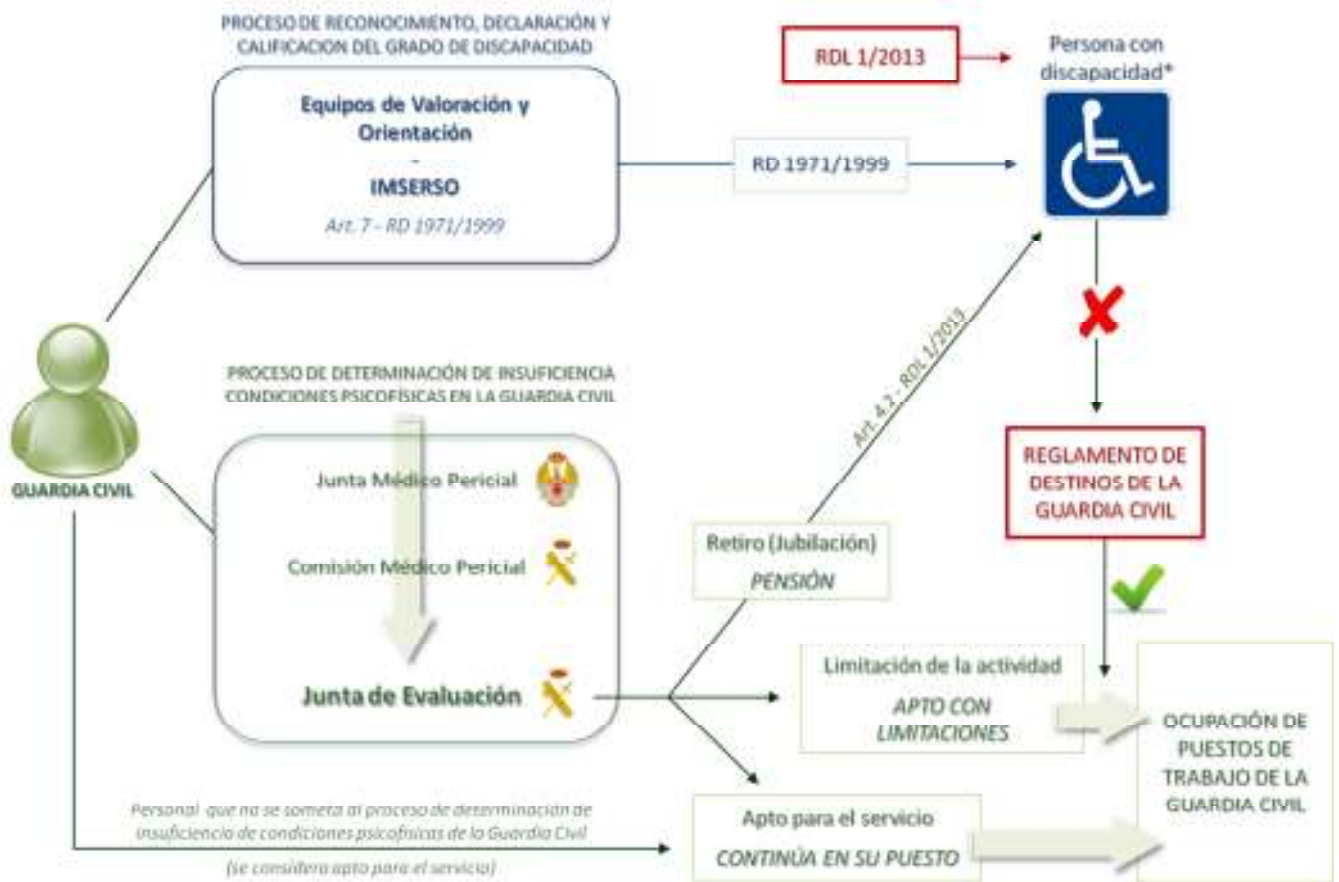 PROCESO DE RECONOCIMIENTO, DECLARACIÓN Y
CALIFICACION DEL GRADO DE DISCAPACIDAD
Equipos de Valoración y
Orientación
-
IMSERSO
Art. 7 - RD 1971/1999
RDL 1/2013
Persona con
discapacidad*
RD 1971/1999
GUARDIA CIVIL
PROCESO DE DETERMINACIÓN DE INSUFICIENCIA
CONDICIONES PSICOFÍSICAS EN LA GUARDIA CIVIL
Junta Médico Pericial
Comisión Médico Pericial
Junta de Evaluación
Art. 4.2 - RDL 1/2013
REGLAMENTO DE
DESTINOS DE LA
GUARDIA CIVIL
Retiro (Jubilación)
PENSIÓN
Limitación de la actividad
APTO CON
LIMITACIONES
Apto para el servicio
CONTINÚA EN SU PUESTO
OCUPACIÓN DE
PUESTOS DE
TRABAJO DE LA
GUARDIA CIVIL
Personal que no se someta al proceso de determinación de
insuficiencia de condiciones psicofísicas de la Guardia Civil
(se considera apto para el servicio)